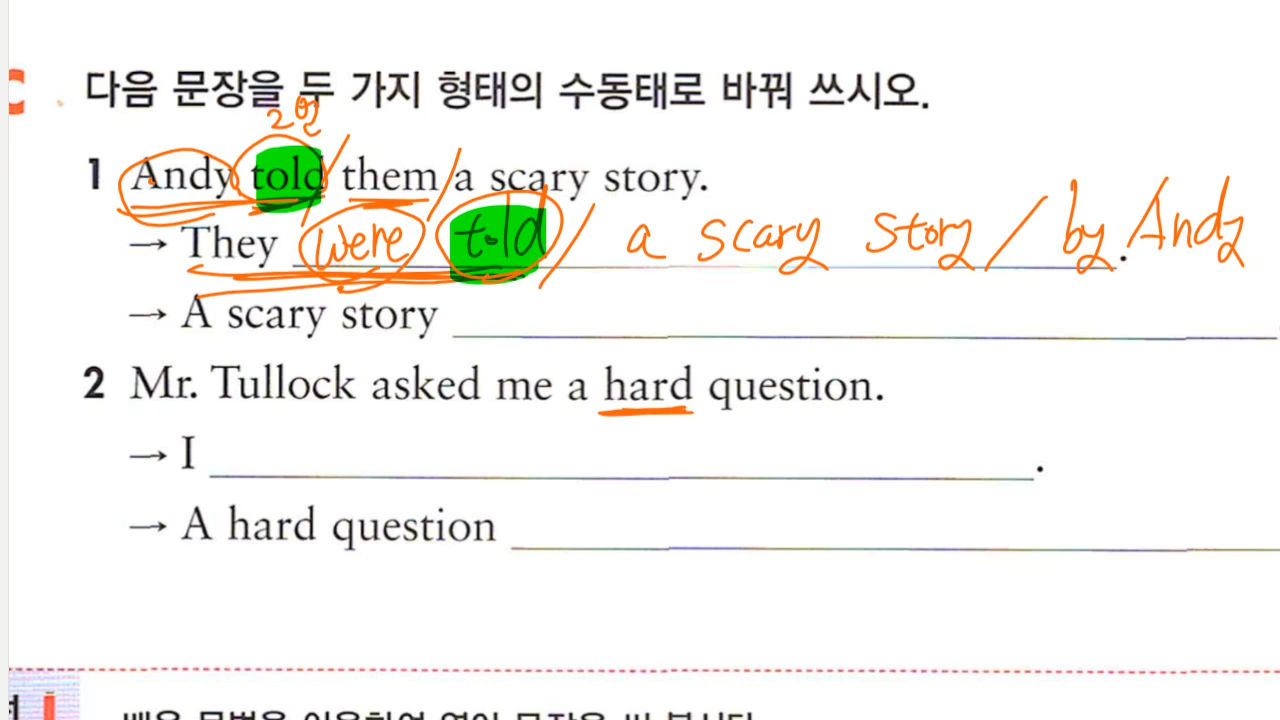 C 다음 문장을 두 가지 형태의 수동태로 바꿔 쓰시오.
1 Andy told / them / a scary story.
→ They were told / a scary story / by Andy.
→ A scary story
2 Mr. Tullock asked me a hard question.
→ I .
→ A hard question